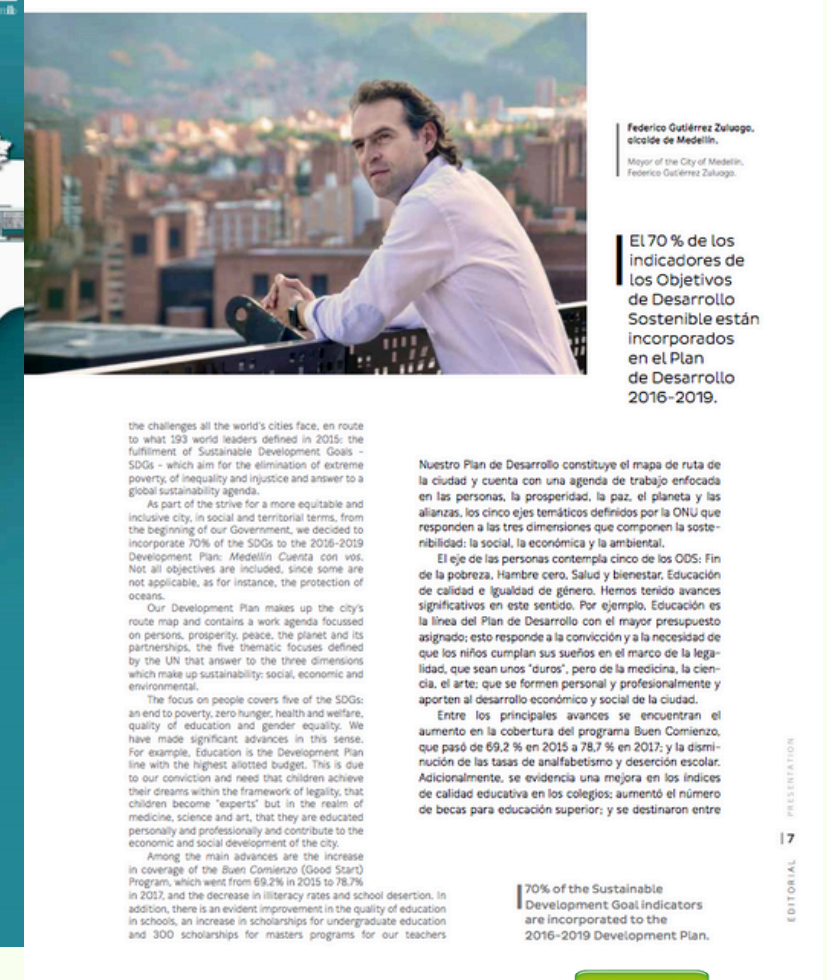 Federico Gutiérrez Zuluaga,
alcalde de Medellín.
Mayor of the City of Medellín,
Federico Gutiérrez Zuluaga.
El 70 % de los
indicadores de
los Objetivos
de Desarrollo
Sostenible están
incorporados
en el Plan
de Desarrollo
2016-2019.
the challenges all the world's cities face, en route
to what 193 world leaders defined in 2015: the
fulfillment of Sustainable Development Goals -
SDGs - which aim for the elimination of extreme
poverty, of inequality and injustice and answer to a
global sustainability agenda.
As part of the strive for a more equitable and
inclusive city, in social and territorial terms, from
the beginning of our Government, we decided to
incorporate 70% of the SDGs to the 2016-2019
Development Plan: Medellín Cuenta con vos.
Not all objectives are included, since some are
not applicable, as for instance, the protection of
oceans.
Our Development Plan makes up the city's
route map and contains a work agenda focussed
on persons, prosperity, peace, the planet and its
partnerships, the five thematic focuses defined
by the UN that answer to the three dimensions
which make up sustainability: social, economic and
environmental.
The focus on people covers five of the SDGs:
an end to poverty, zero hunger, health and welfare,
quality of education and gender equality. We
have made significant advances in this sense.
For example, Education is the Development Plan
line with the highest allotted budget. This is due
to our conviction and need that children achieve
their dreams within the framework of legality, that
children become "experts" but in the realm of
medicine, science and art, that they are educated
personally and professionally and contribute to the
economic and social development of the city.
Among the main advances are the increase
in coverage of the Buen Comienzo (Good Start)
Program, which went from 69.2% in 2015 to 78.7%
in 2017, and the decrease in illiteracy rates and school desertion. In
addition, there is an evident improvement in the quality of education
in schools, an increase in scholarships for undergraduate education
and 300 scholarships for masters programs for our teachers
Nuestro Plan de Desarrollo constituye el mapa de ruta de
la ciudad y cuenta con una agenda de trabajo enfocada
en las personas, la prosperidad, la paz, el planeta y las
alianzas, los cinco ejes temáticos definidos por la ONU que
responden a las tres dimensiones que componen la soste-
nibilidad: la social, la económica y la ambiental.
El eje de las personas contempla cinco de los ODS: Fin
de la pobreza, Hambre cero, Salud y bienestar, Educación
de calidad e Igualdad de género. Hemos tenido avances
significativos en este sentido. Por ejemplo, Educación es
la línea del Plan de Desarrollo con el mayor presupuesto
asignado; esto responde a la convicción y a la necesidad de
que los niños cumplan sus sueños en el marco de la lega-
lidad, que sean unos "duros", pero de la medicina, la cien-
cia, el arte; que se formen personal y profesionalmente y
aporten al desarrollo económico y social de la ciudad.
Entre los principales avances se encuentran el
aumento en la cobertura del programa Buen Comienzo,
que pasó de 69,2 % en 2015 a 78,7 % en 2017; y la dismi-
nución de las tasas de analfabetismo y deserción escolar.
Adicionalmente, se evidencia una mejora en los índices
de calidad educativa en los colegios; aumentó el número
de becas para educación superior; y se destinaron entre
70% of the Sustainable
Development Goal indicators
are incorporated to the
2016-2019 Development Plan.
PRESENTATION
7
EDITORIAL